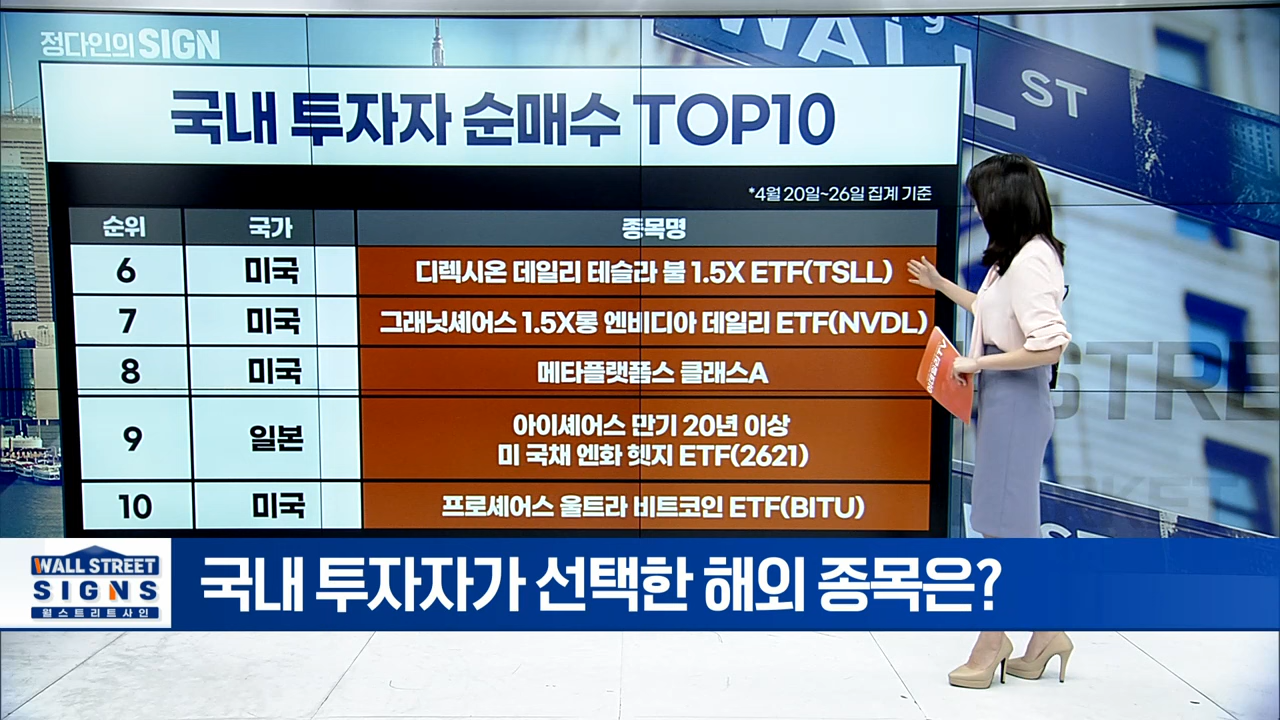 정다인의 SIGN
WALL ST
9
국내 투자자 순매수 TOP10
*4월 20일~26일 집계 기준
순위 국가 종목명
6 미국 디렉시온 데일리 테슬라 불 1.5X ETF(TSLL)
7 미국 그래닛셰어스 1.5X롱 엔비디아 데일리 ETF(NVDL)
8 미국 메타플랫폼스 클래스A
9 일본 아이셰어스 만기 20년 이상
미 국채 엔화 헷지 ETF(2621)
10 미국 프로셰어스 울트라 비트코인 ETF(BITU)
STRE
KET
ST
WALL STREET
SIGNS
월스트리트사인
국내 투자자가 선택한 해외 종목은?